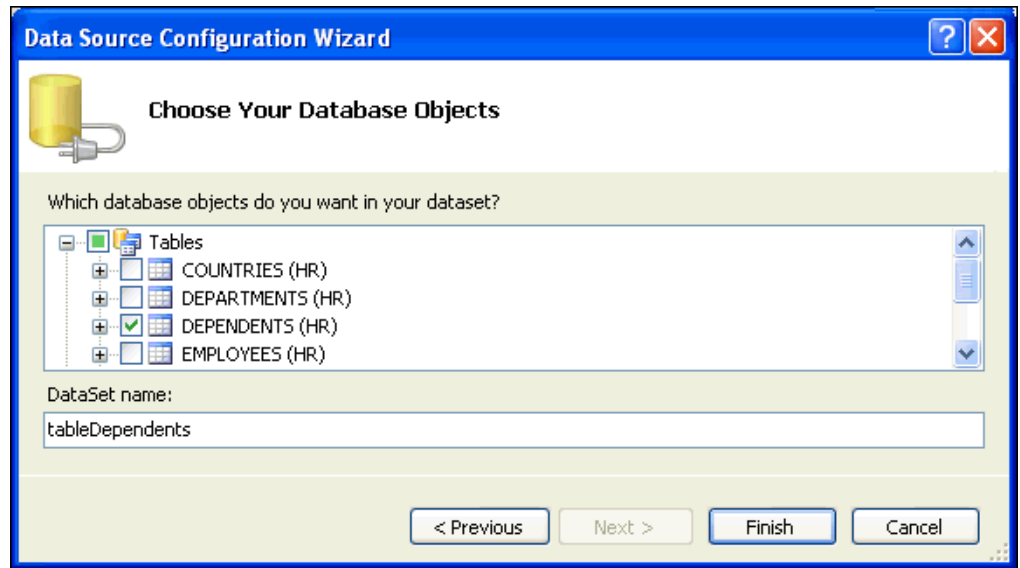 Data Source Configuration Wizard
Choose Your Database Objects
Which database objects do you want in your dataset?
Tables
COUNTRIES (HR)
DEPARTMENTS (HR)
DEPENDENTS (HR)
EMPLOYEES (HR)
DataSet name:
tableDependents
< Previous Next > Finish Cancel